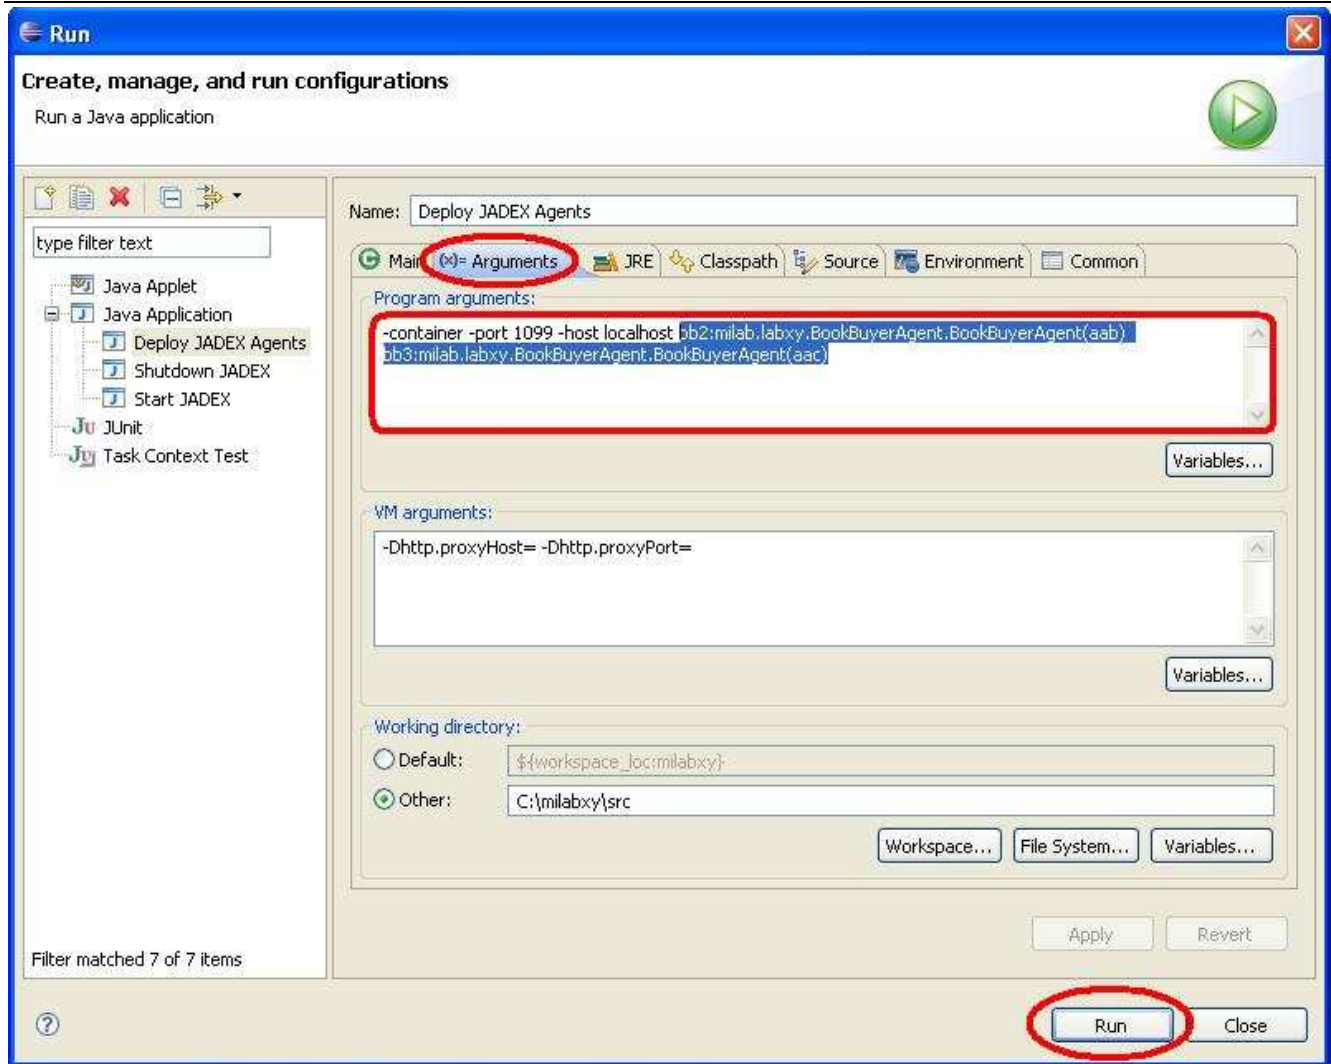 Run
Create, manage, and run configurations
Run a Java application
type filter text
Java Applet
Java Application
Deploy JADEX Agents
Shutdown JADEX
Start JADEX
JU JUnit
Task Context Test
Filter matched 7 of 7 items
Name: Deploy JADEX Agents
Main (x)= Arguments JRE Classpath Source Environment Common
Program arguments:
-container -port 1099 -host localhost bb2:milab.labxy.BookBuyerAgent.BookBuyerAgent(aab)
bb3:milab.labxy.BookBuyerAgent.BookBuyerAgent(aac)
Variables...
VM arguments:
-Dhttp.proxyHost= -Dhttp.proxyPort=
Variables...
Working directory:
Default: ${workspace_loc:milabxy}
Other: C:\milabxy\src
Workspace... File System... Variables...
Apply Revert
Run Close